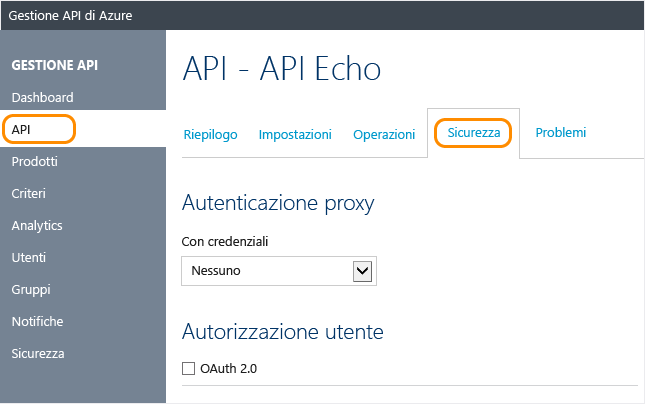 Gestione API di Azure
GESTIONE API
Dashboard
API
Prodotti
Criteri
Analytics
Utenti
Gruppi
Notifiche
Sicurezza
API - API Echo
Riepilogo Impostazioni Operazioni Sicurezza Problemi
Autenticazione proxy
Con credenziali
Nessuno
Autorizzazione utente
OAuth 2.0